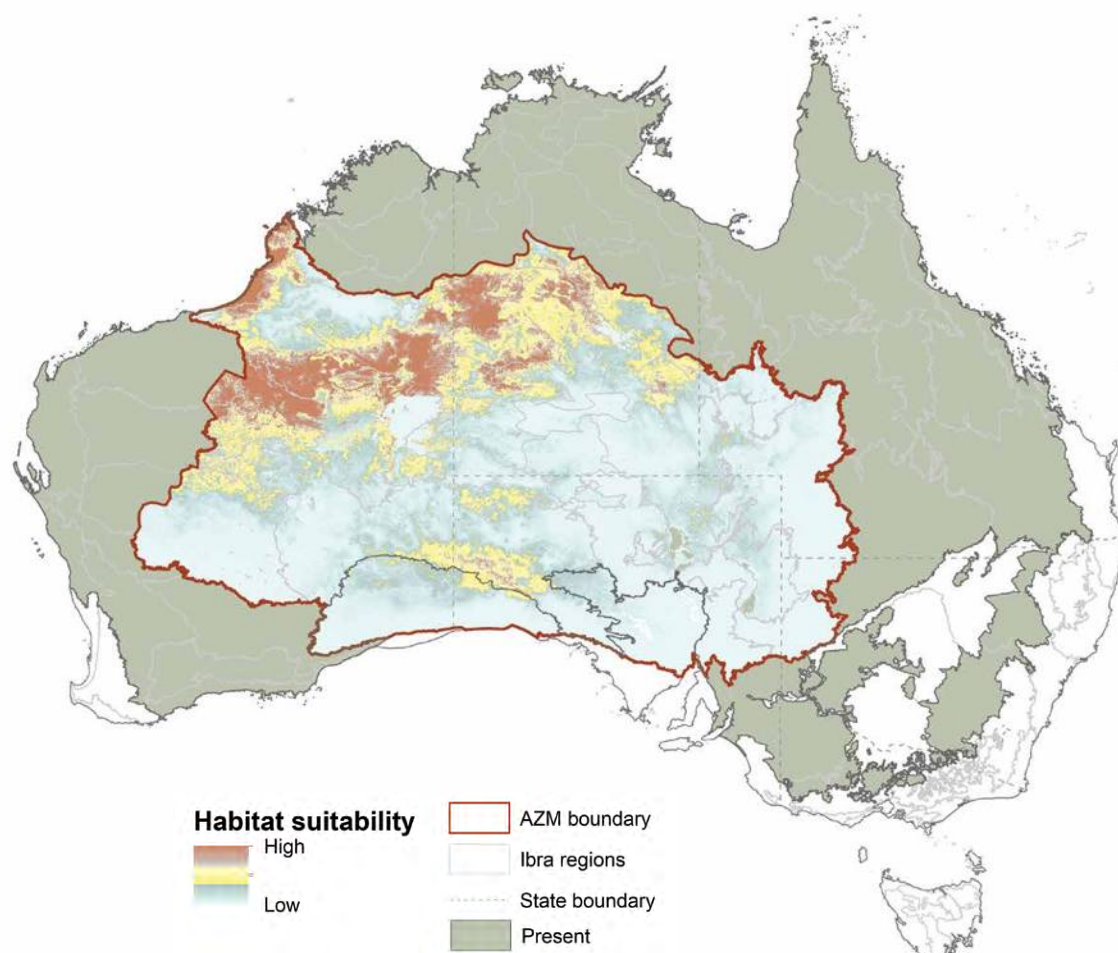 Habitat suitability
High
Low
AZM boundary
Ibra regions
State boundary
Present